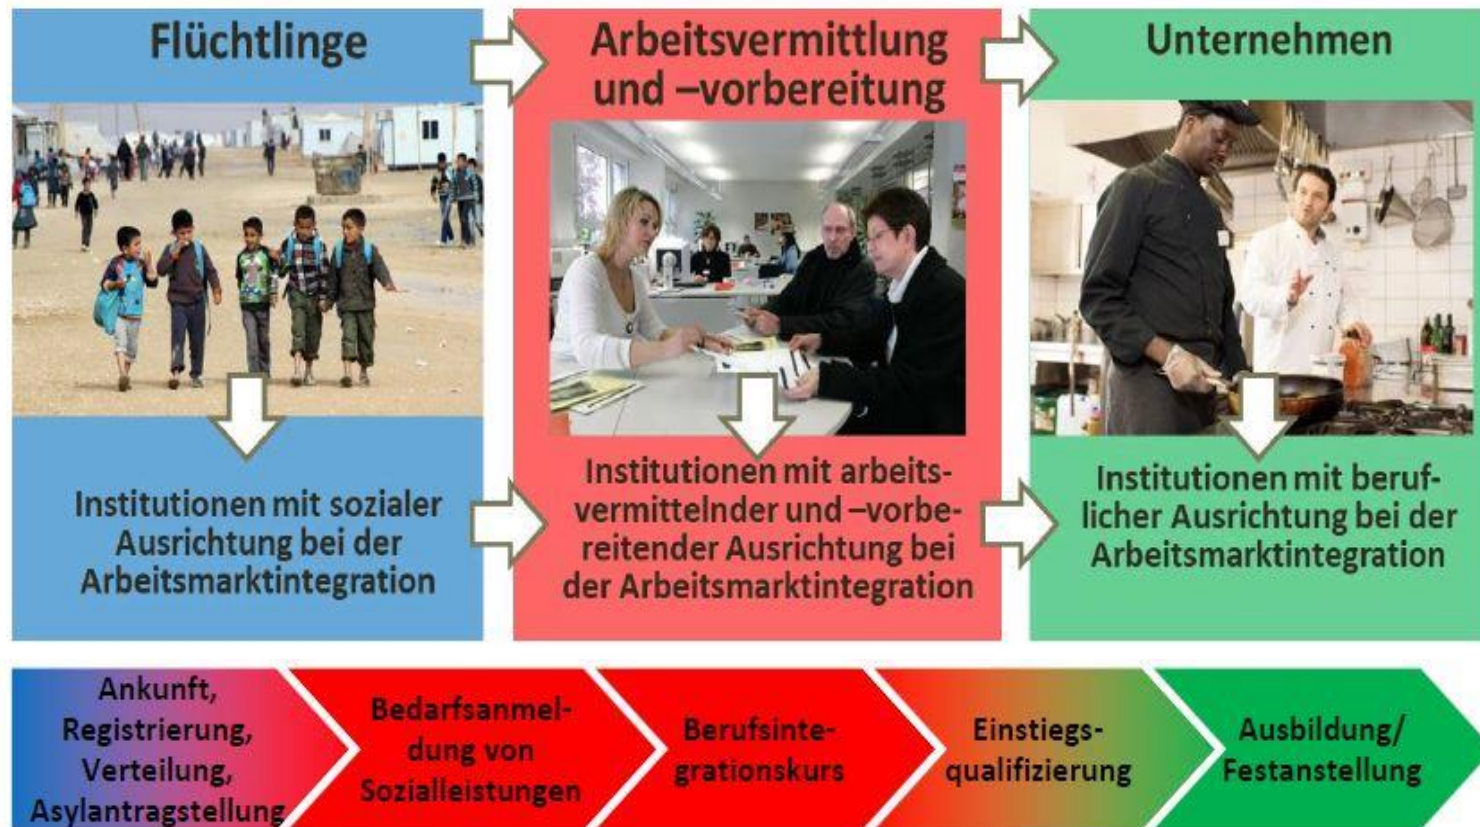 Flüchtlinge
Arbeitsvermittlung
und –vorbereitung
Unternehmen
Institutionen mit sozialer
Ausrichtung bei der
Arbeitsmarktintegration
Institutionen mit arbeits-
vermittelnder und –vorbe-
reitender Ausrichtung bei
der Arbeitsmarktintegration
Institutionen mit beruf-
licher Ausrichtung bei der
Arbeitsmarktintegration
Ankunft,
Registrierung,
Verteilung,
Asylantragstellung
Bedarfsanmel-
dung von
Sozialleistungen
Berufsinte-
grationskurs
Einstiegs-
qualifizierung
Ausbildung/
Festanstellung